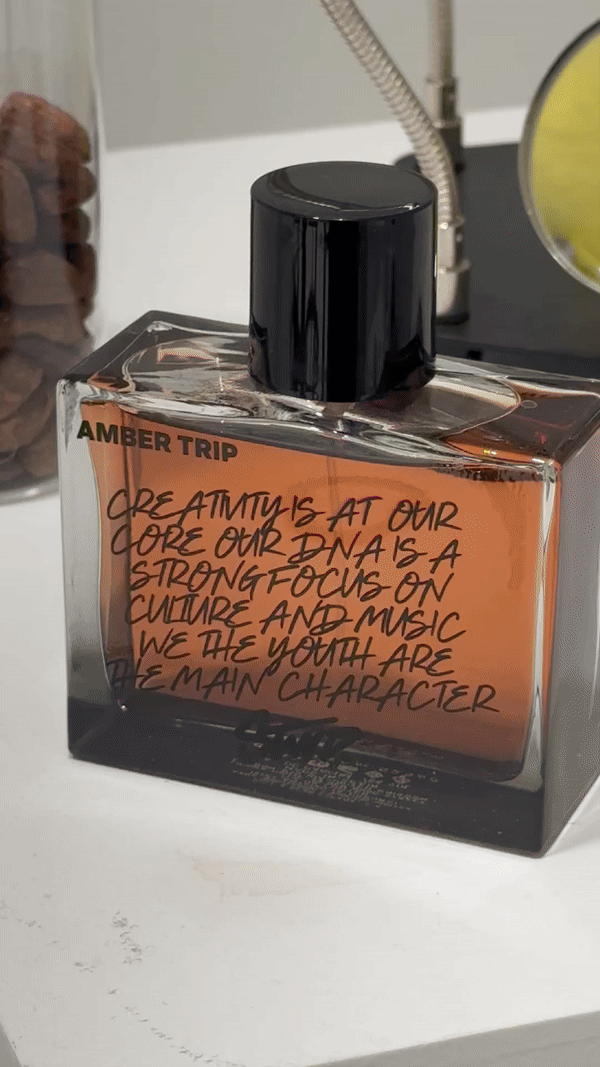 AMBER TRIP
CREATIVITY IS AT OUR
CORE OUR DNA IS A
STRONG FOCUS ON
CULTURE AND MUSIC
WE THE YOUTH ARE
THE MAIN CHARACTER